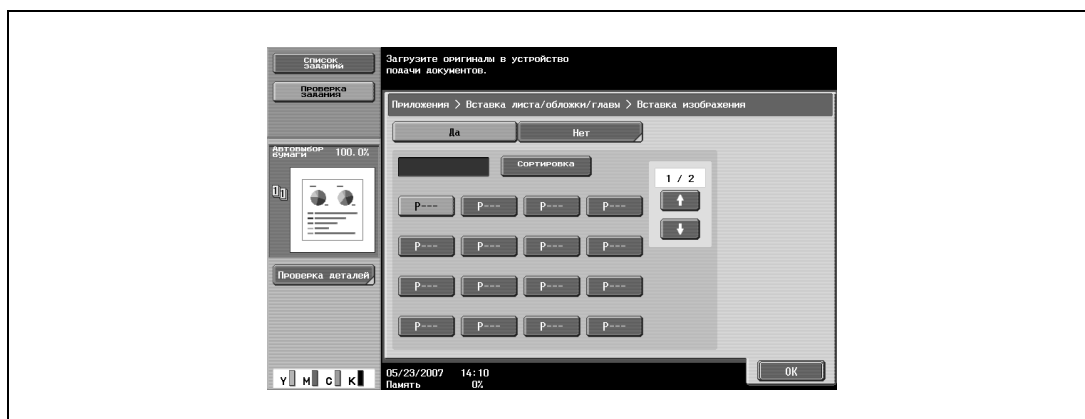 Список
заданий
Проверка
задания
Автовыбор
бумаги 100.0%
Проверка деталей
Y M C K
Загрузите оригиналы в устройство
подачи документов.
Приложения > Вставка листа/обложки/главы > Вставка изображения
Да Нет
Сортировка
1 / 2
P--- P--- P--- P---
P--- P--- P--- P---
P--- P--- P--- P---
P--- P--- P--- P---
05/23/2007 14:10
Память 0%
OK